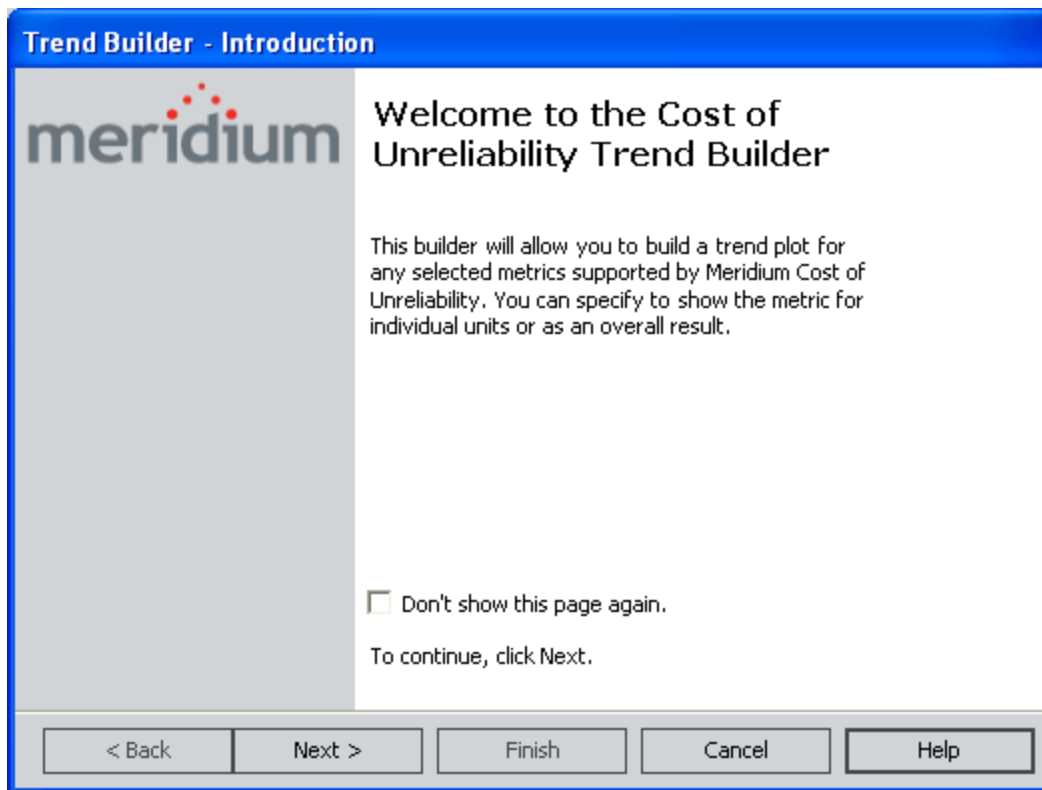 Trend Builder - Introduction
meridium
Welcome to the Cost of
Unreliability Trend Builder
This builder will allow you to build a trend plot for
any selected metrics supported by Meridium Cost of
Unreliability. You can specify to show the metric for
individual units or as an overall result.
Don't show this page again.
To continue, click Next.
< Back Next > Finish Cancel Help